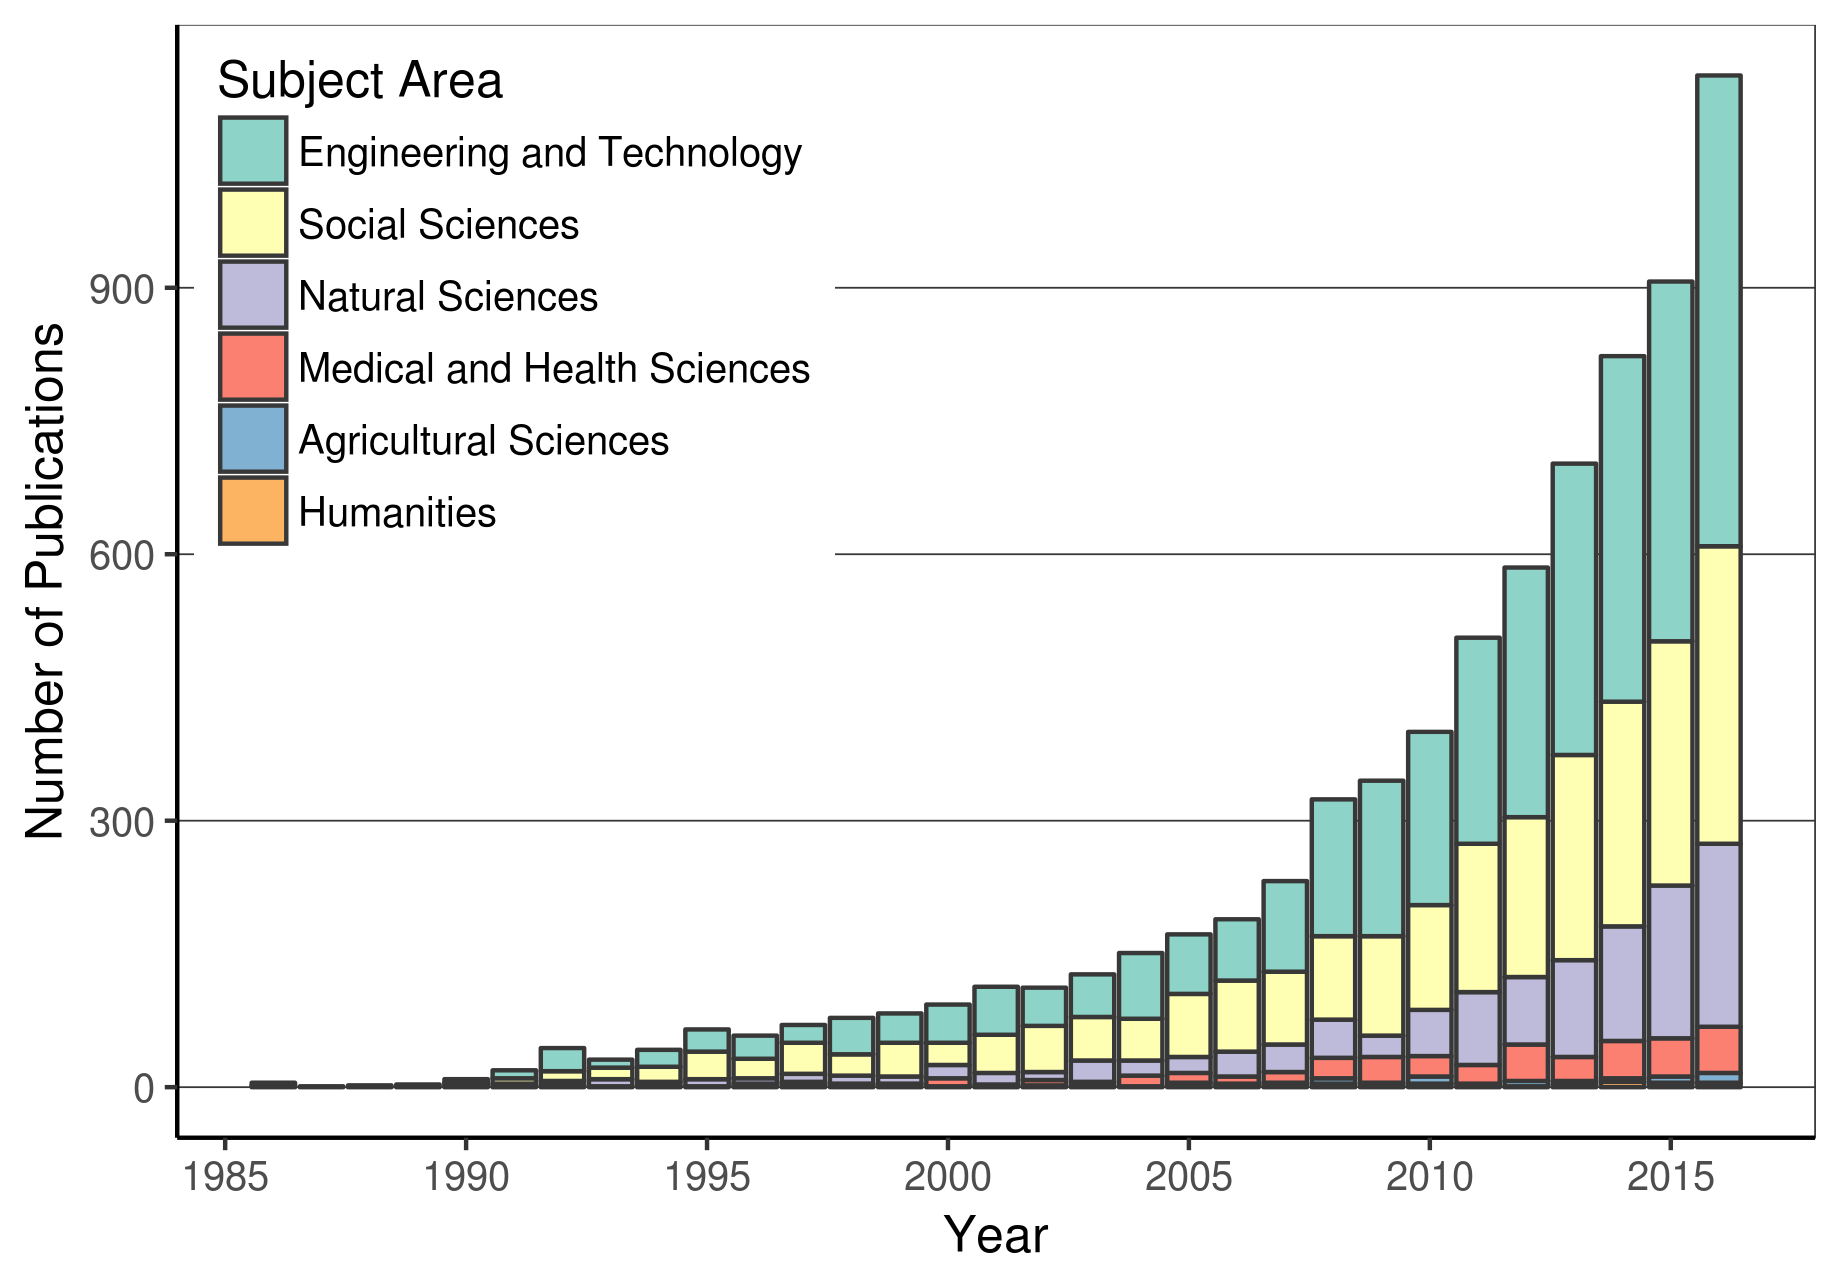 Subject Area
Engineering and Technology
Social Sciences
Natural Sciences
Medical and Health Sciences
Agricultural Sciences
Humanities
Number of Publications
900
600
300
0
1985 1990 1995 2000 2005 2010 2015
Year